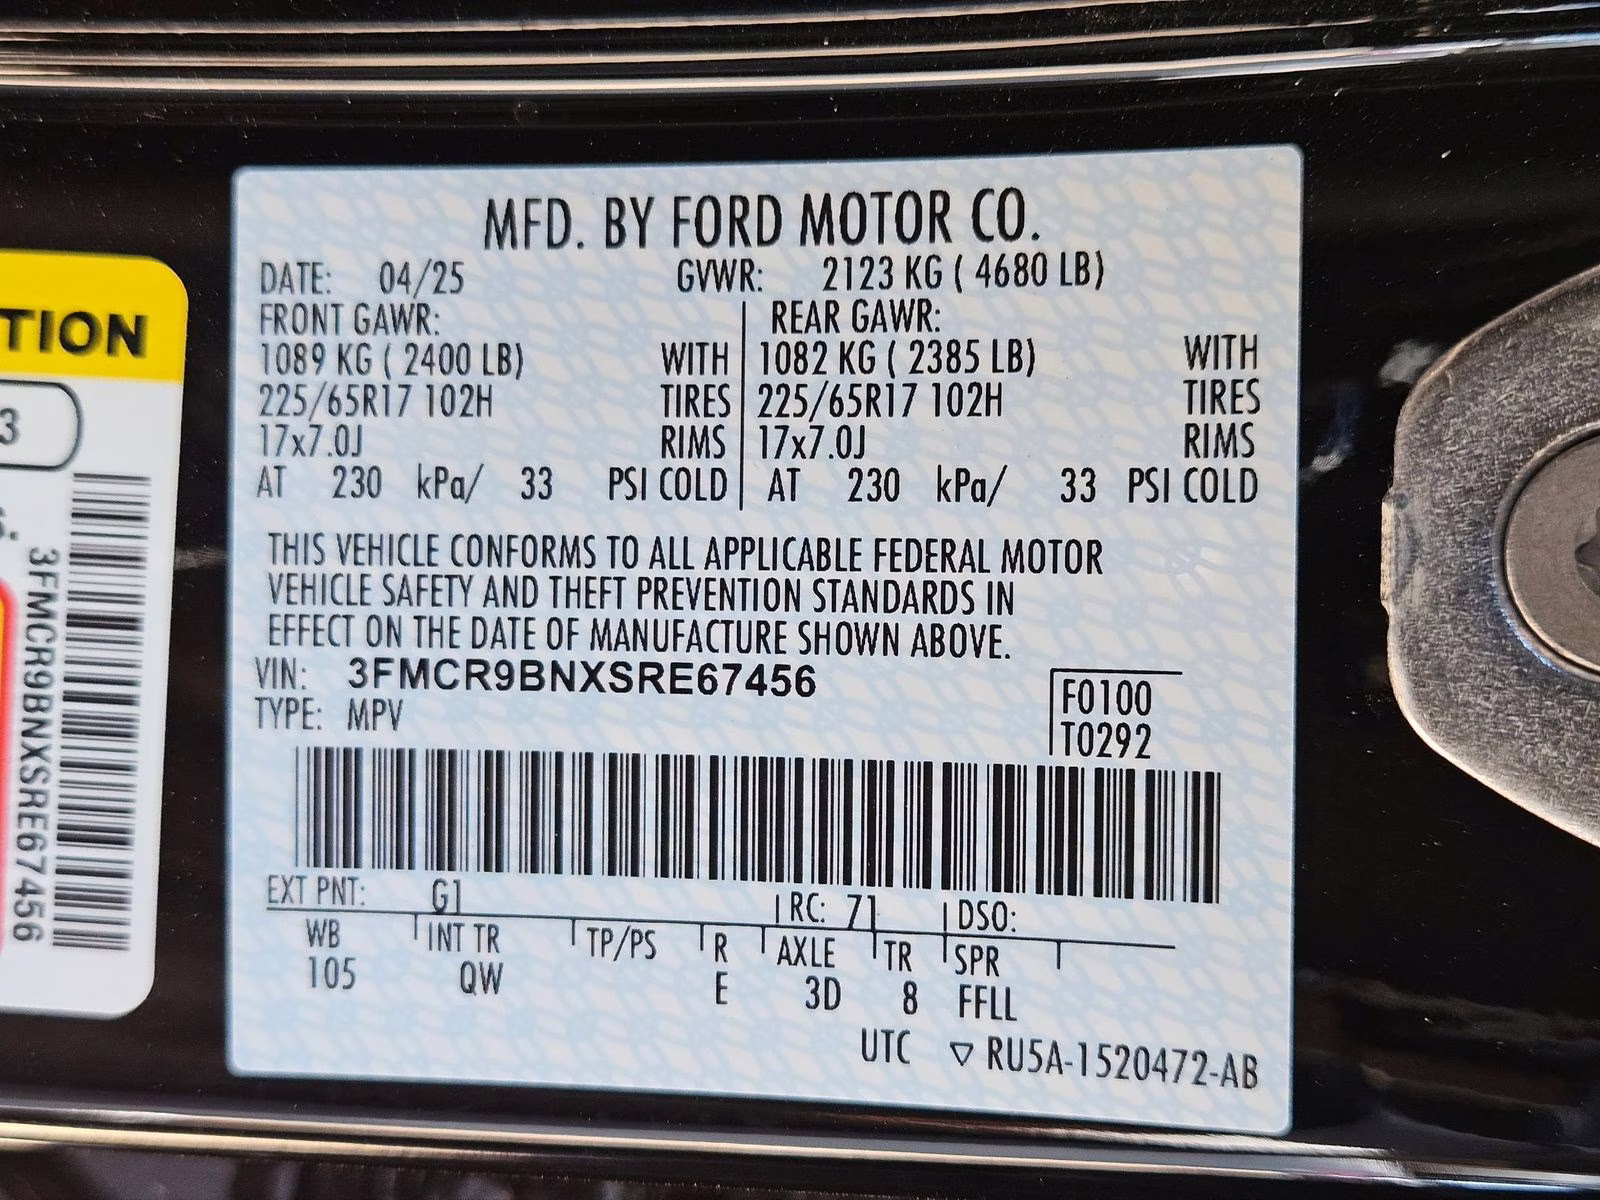 MFD. BY FORD MOTOR CO.
DATE: 04/25 GVWR: 2123 KG ( 4680 LB)
FRONT GAWR: REAR GAWR:
1089 KG ( 2400 LB) WITH 1082 KG ( 2385 LB) WITH
225/65R17 102H TIRES 225/65R17 102H TIRES
17x7.0J RIMS 17x7.0J RIMS
AT 230 kPa/ 33 PSI COLD AT 230 kPa/ 33 PSI COLD
THIS VEHICLE CONFORMS TO ALL APPLICABLE FEDERAL MOTOR
VEHICLE SAFETY AND THEFT PREVENTION STANDARDS IN
EFFECT ON THE DATE OF MANUFACTURE SHOWN ABOVE.
VIN: 3FMCR9BNXSRE67456
TYPE: MPV
F0100
T0292
EXT PNT: G1 RC: 71 DSO:
WB INT TR TP/PS R AXLE TR SPR
105 QW E 3D 8 FFLL
UTC ▽ RU5A-1520472-AB
TION
3
3FMCR9BNXSRE67456